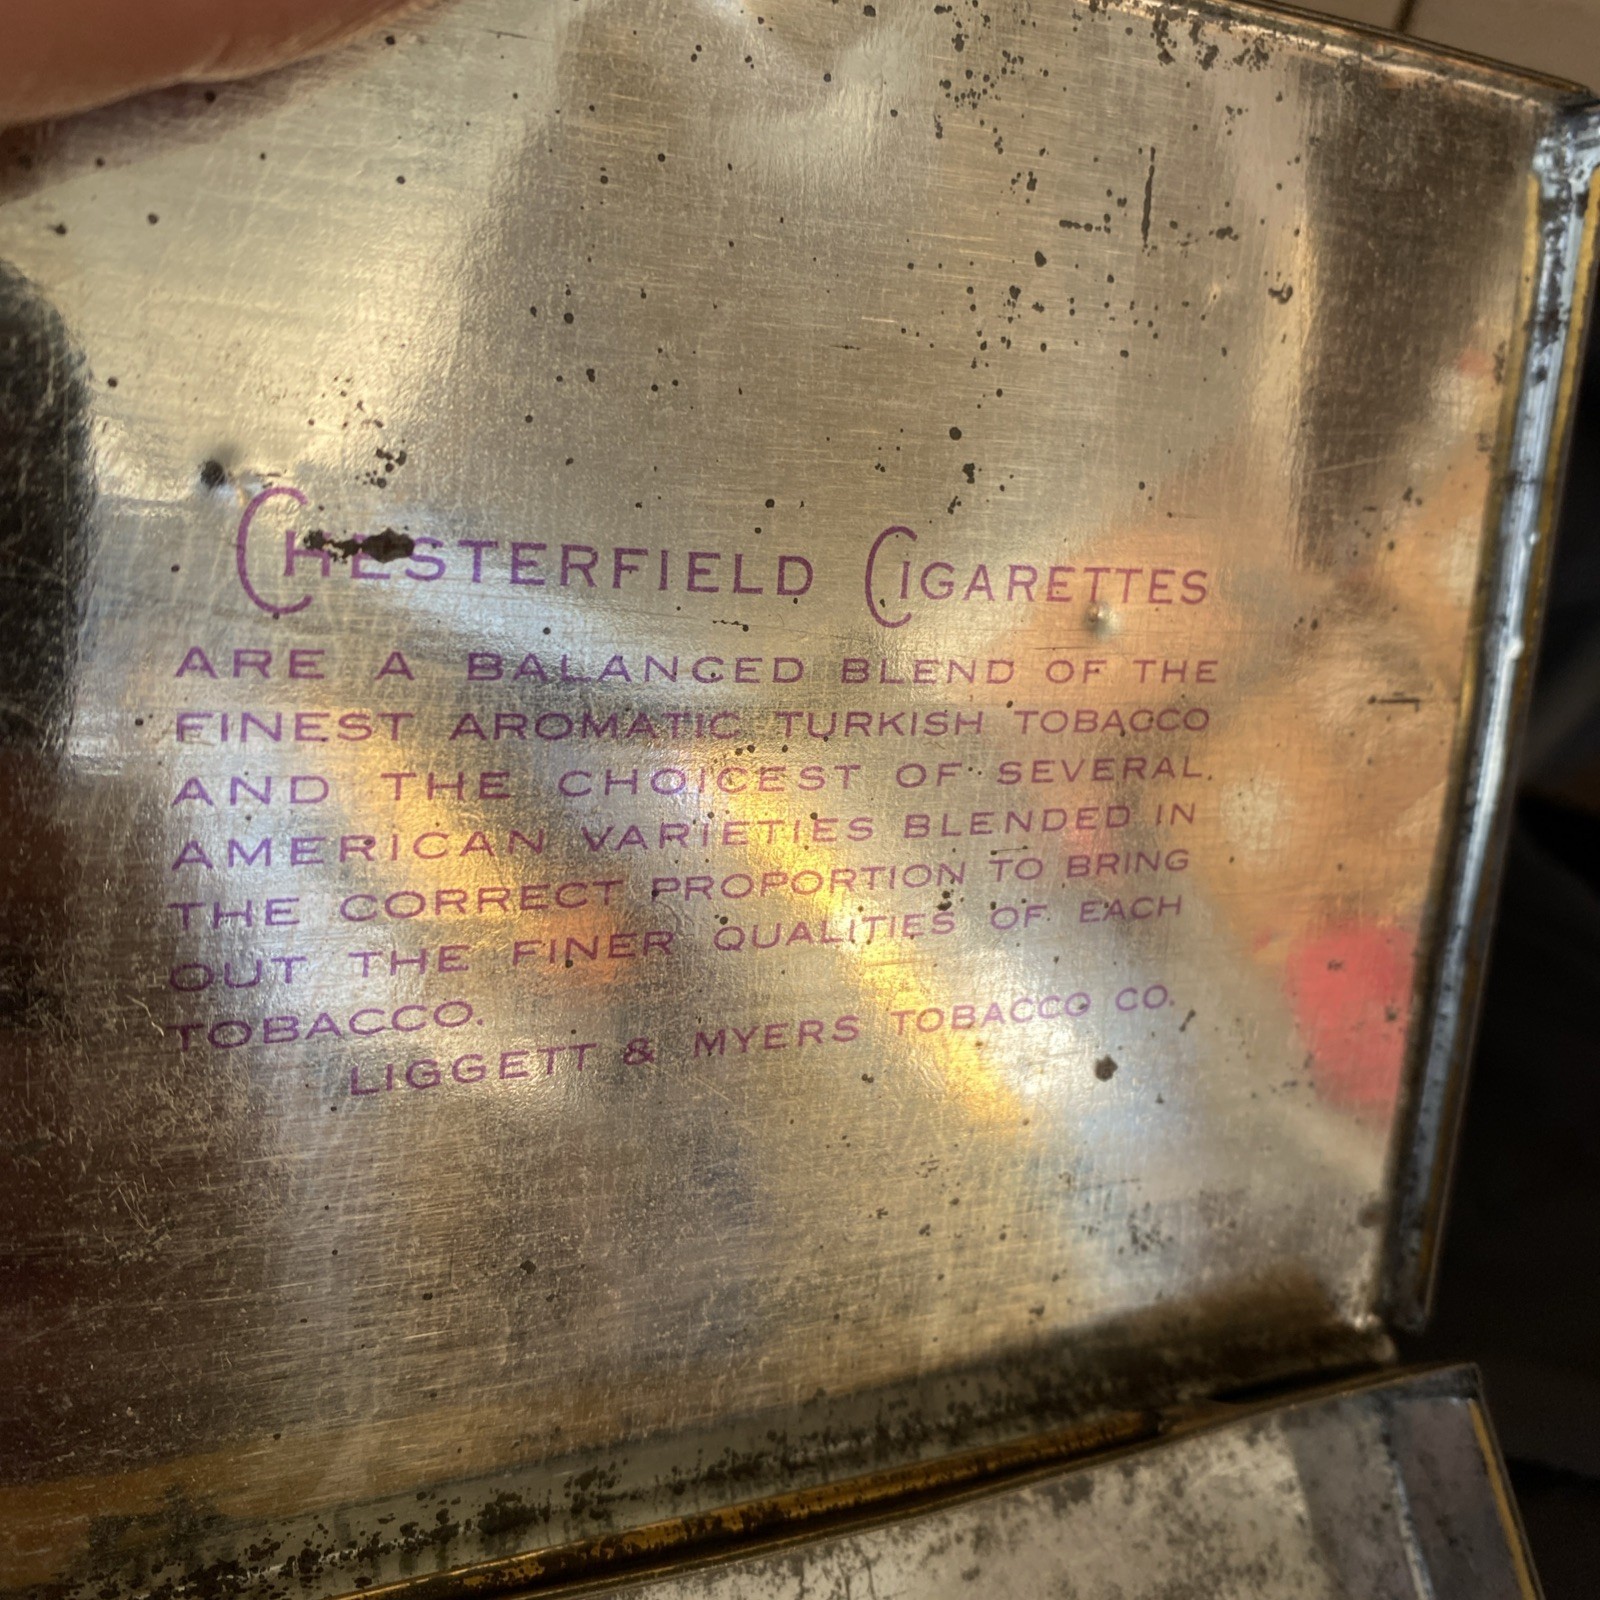 CHESTERFIELD CIGARETTES
ARE A BALANCED BLEND OF THE
FINEST AROMATIC TURKISH TOBACCO
AND THE CHOICEST OF SEVERAL
AMERICAN VARIETIES BLENDED IN
THE CORRECT PROPORTION TO BRING
OUT THE FINER QUALITIES OF EACH
TOBACCO.
LIGGETT & MYERS TOBACCO CO.